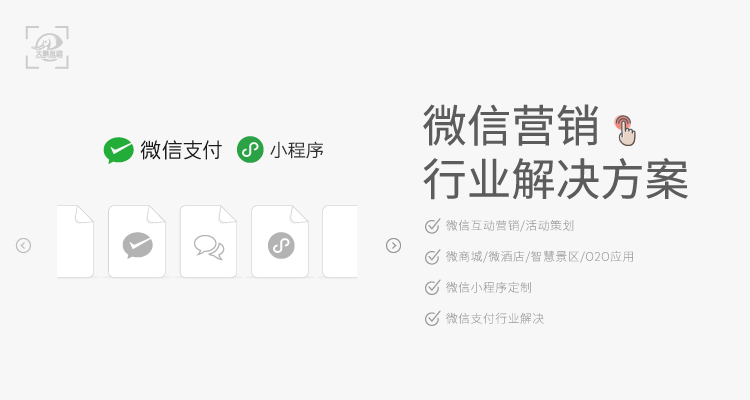 微信支付 小程序
微信营销
行业解决方案
微信互动营销/活动策划
微商城/微酒店/智慧景区/O2O应用
微信小程序定制
微信支付行业解决